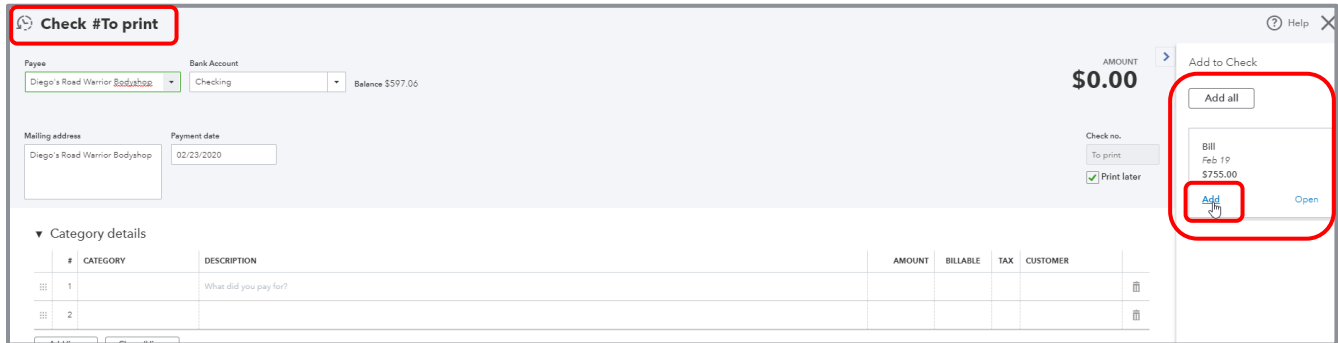 Check #To print
Help
Payee
Bank Account
Diego's Road Warrior Bodyshop
Checking
Balance $597.06
AMOUNT
$0.00
Mailing address
Payment date
Diego's Road Warrior Bodyshop
02/23/2020
Check no.
To print
Print later
Add to Check
Add all
Bill
Feb 19
$755.00
Add
Open
Category details
# CATEGORY DESCRIPTION AMOUNT BILLABLE TAX CUSTOMER
1 What did you pay for?
2